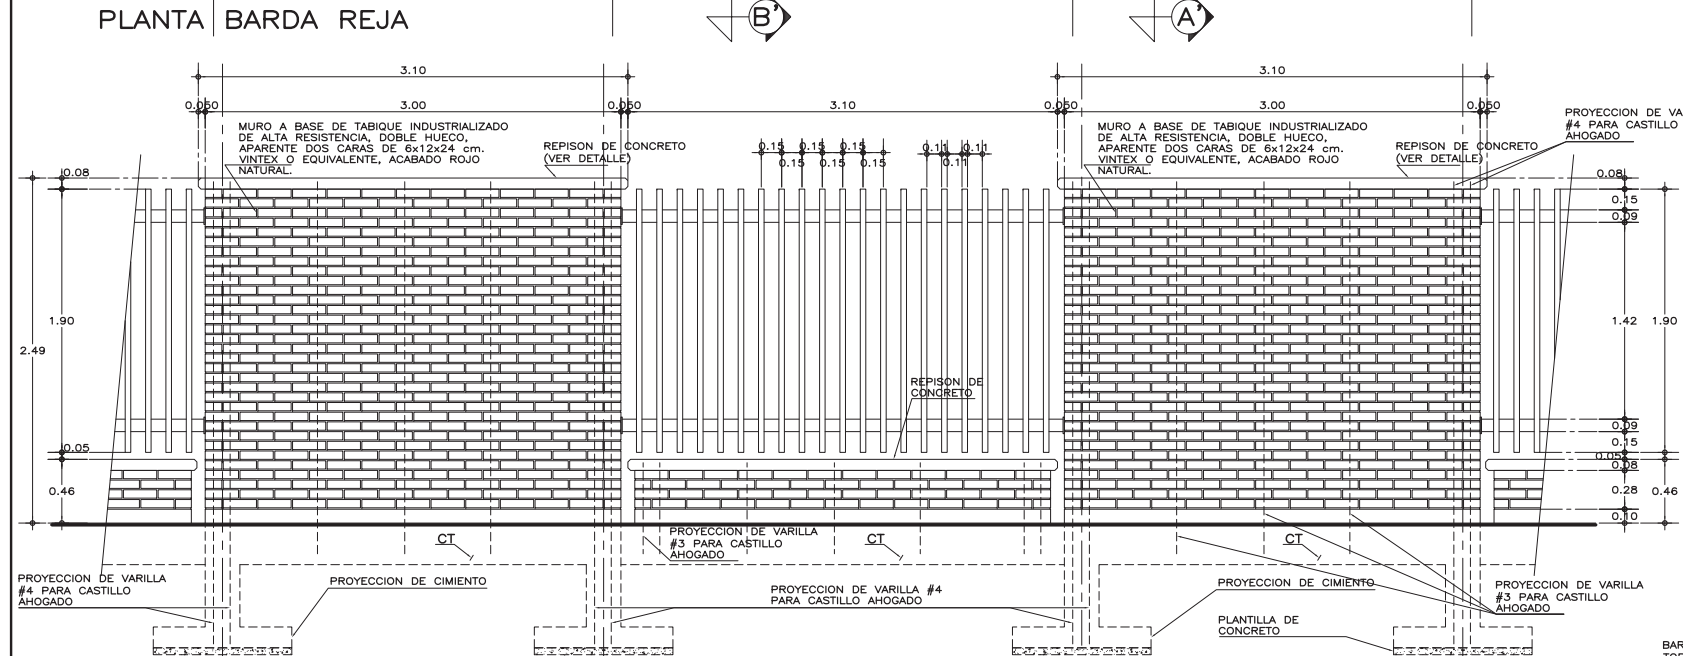 PLANTA BARDA REJA
B'
A'
3.10
3.10
0.050
3.00
0.050
3.10
0.050
3.00
0.050
MURO A BASE DE TABIQUE INDUSTRIALIZADO
DE ALTA RESISTENCIA, DOBLE HUECO,
APARENTE DOS CARAS DE 6x12x24 cm.
VINTEX O EQUIVALENTE, ACABADO ROJO
NATURAL.
REPISON DE CONCRETO
(VER DETALLE)
0.15 0.15 0.15
0.15 0.15 0.15
0.11 0.11
0.11
MURO A BASE DE TABIQUE INDUSTRIALIZADO
DE ALTA RESISTENCIA, DOBLE HUECO,
APARENTE DOS CARAS DE 6x12x24 cm.
VINTEX O EQUIVALENTE, ACABADO ROJO
NATURAL.
REPISON DE CONCRETO
(VER DETALLE)
PROYECCION DE VA
#4 PARA CASTILLO
AHOGADO
0.08
1.90
2.49
0.05
0.46
0.08
0.15
0.09
1.42
1.90
0.09
0.15
0.05
0.08
0.28
0.46
0.10
REPISON DE
CONCRETO
CT
PROYECCION DE VARILLA
#3 PARA CASTILLO
AHOGADO
CT
CT
PROYECCION DE VARILLA
#4 PARA CASTILLO
AHOGADO
PROYECCION DE CIMIENTO
PROYECCION DE VARILLA #4
PARA CASTILLO AHOGADO
PROYECCION DE CIMIENTO
PROYECCION DE VARILLA
#3 PARA CASTILLO
AHOGADO
PLANTILLA DE
CONCRETO
BAR